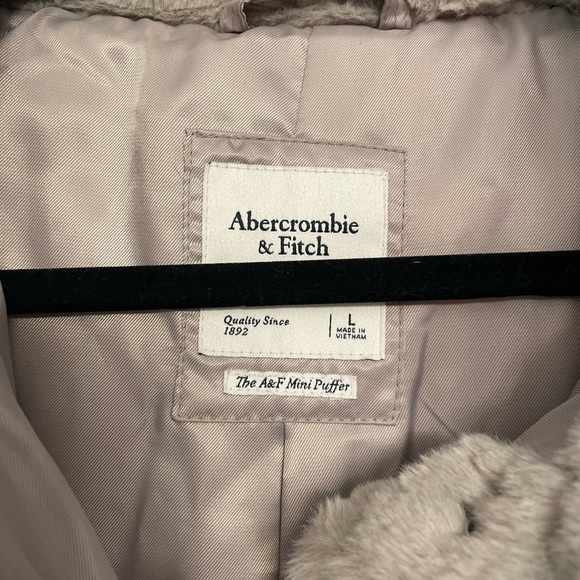 Abercrombie
& Fitch
Quality Since
1892
L
MADE IN
VIETNAM
The A&F Mini Puffer